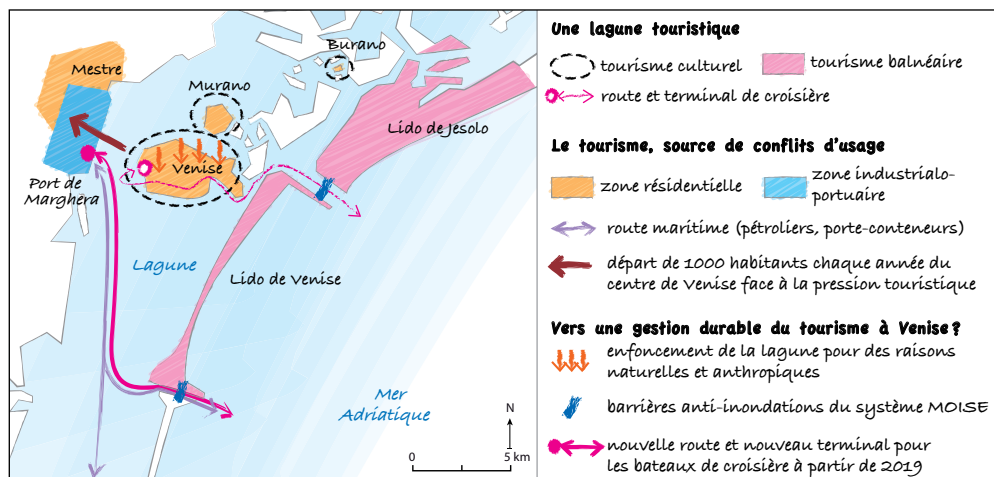 Mestre
Burano
Murano
Lido de Jesolo
Venise
Port de
Marghera
Lagune
Lido de Venise
Mer
Adriatique
N
0 5 km
Une lagune touristique
tourisme culturel
tourisme balnéaire
route et terminal de croisière
Le tourisme, source de conflits d'usage
zone résidentielle
zone industrialo-
portuaire
route maritime (pétroliers, porte-conteneurs)
départ de 1000 habitants chaque année du
centre de Venise face à la pression touristique
Vers une gestion durable du tourisme à Venise ?
enfoncement de la lagune pour des raisons
naturelles et anthropiques
barrières anti-inondations du système MOISE
nouvelle route et nouveau terminal pour
les bateaux de croisière à partir de 2019